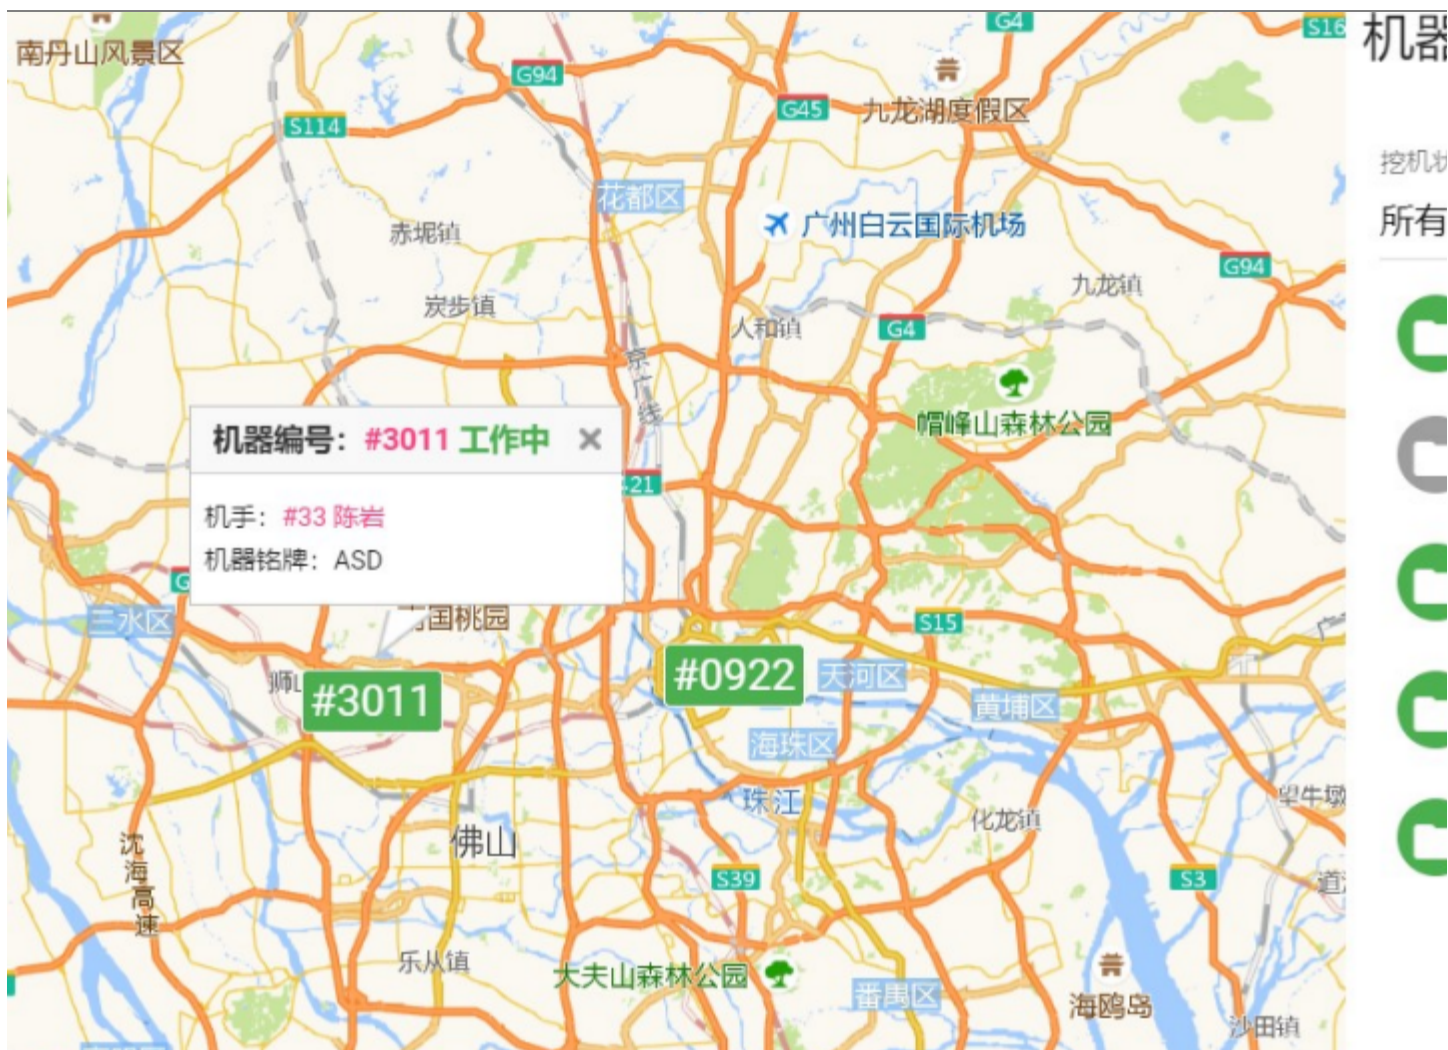 G4
S16
机器
南丹山风景区
G94
G45
九龙湖度假区
S114
挖机状
花都区
所有
赤坭镇
广州白云国际机场
G94
九龙镇
炭步镇
人和镇
G4
京广线
帽峰山森林公园
机器编号：#3011 工作中 ×
21
机手：#33 陈岩
机器铭牌：ASD
G
三水区
国桃园
S15
狮
#3011
#0922
天河区
黄埔区
海珠区
珠江
望牛墩
化龙镇
佛山
沈海高速
S39
S3
道
乐从镇
大夫山森林公园
番禺区
海鸥岛
沙田镇